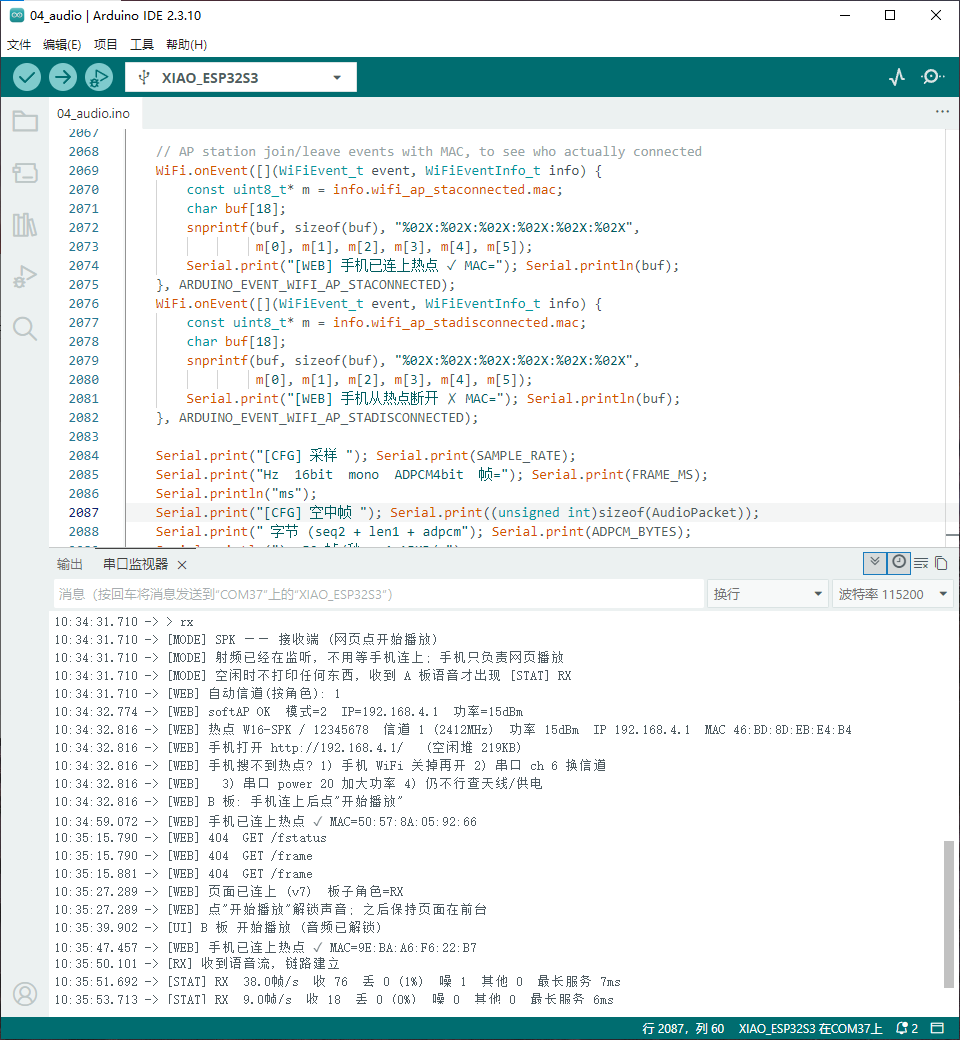 04_audio | Arduino IDE 2.3.10
文件 编辑(E) 项目 工具 帮助(H)
XIAO_ESP32S3
04_audio.ino
2067
2068 // AP station join/leave events with MAC, to see who actually connected
2069 WiFi.onEvent([](WiFiEvent_t event, WiFiEventInfo_t info) {
2070 const uint8_t* m = info.wifi_ap_staconnected.mac;
2071 char buf[18];
2072 snprintf(buf, sizeof(buf), "%02X:%02X:%02X:%02X:%02X:%02X",
2073 m[0], m[1], m[2], m[3], m[4], m[5]);
2074 Serial.print("[WEB] 手机已连上热点 ✓ MAC="); Serial.println(buf);
2075 }, ARDUINO_EVENT_WIFI_AP_STACONNECTED);
2076 WiFi.onEvent([](WiFiEvent_t event, WiFiEventInfo_t info) {
2077 const uint8_t* m = info.wifi_ap_stadisconnected.mac;
2078 char buf[18];
2079 snprintf(buf, sizeof(buf), "%02X:%02X:%02X:%02X:%02X:%02X",
2080 m[0], m[1], m[2], m[3], m[4], m[5]);
2081 Serial.print("[WEB] 手机从热点断开 ✗ MAC="); Serial.println(buf);
2082 }, ARDUINO_EVENT_WIFI_AP_STADISCONNECTED);
2083
2084 Serial.print("[CFG] 采样 "); Serial.print(SAMPLE_RATE);
2085 Serial.print("Hz 16bit mono ADPCM4bit 帧="); Serial.print(FRAME_MS);
2086 Serial.println("ms");
2087 Serial.print("[CFG] 空中帧 "); Serial.print((unsigned int)sizeof(AudioPacket));
2088 Serial.print(" 字节 (seq2 + len1 + adpcm"); Serial.print(ADPCM_BYTES);
输出 串口监视器
消息（按回车将消息发送到“COM37”上的“XIAO_ESP32S3”）
换行
波特率 115200
10:34:31.710 -> > rx
10:34:31.710 -> [MODE] SPK —— 接收端 (网页点开始播放)
10:34:31.710 -> [MODE] 射频已经在监听, 不用等手机连上; 手机只负责网页播放
10:34:31.710 -> [MODE] 空闲时不打印任何东西, 收到 A 板语音才出现 [STAT] RX
10:34:31.710 -> [WEB] 自动信道(按角色): 1
10:34:32.774 -> [WEB] softAP OK 模式=2 IP=192.168.4.1 功率=15dBm
10:34:32.816 -> [WEB] 热点 W16-SPK / 12345678 信道 1 (2412MHz) 功率 15dBm IP 192.168.4.1 MAC 46:BD:8D:EB:E4:B4
10:34:32.816 -> [WEB] 手机打开 http://192.168.4.1/ (空闲堆 219KB)
10:34:32.816 -> [WEB] 手机搜不到热点? 1) 手机 WiFi 关掉再开 2) 串口 ch 6 换信道
10:34:32.816 -> [WEB] 3) 串口 power 20 加大功率 4) 仍不行查天线/供电
10:34:32.816 -> [WEB] B 板: 手机连上后点"开始播放"
10:34:59.072 -> [WEB] 手机已连上热点 ✓ MAC=50:57:8A:05:92:66
10:35:15.790 -> [WEB] 404 GET /fstatus
10:35:15.790 -> [WEB] 404 GET /frame
10:35:15.881 -> [WEB] 404 GET /frame
10:35:27.289 -> [WEB] 页面已连上 (v7) 板子角色=RX
10:35:27.289 -> [WEB] 点"开始播放"解锁声音; 之后保持页面在前台
10:35:39.902 -> [UI] B 板 开始播放 (音频已解锁)
10:35:47.457 -> [WEB] 手机已连上热点 ✓ MAC=9E:BA:A6:F6:22:B7
10:35:50.101 -> [RX] 收到语音流, 链路建立
10:35:51.692 -> [STAT] RX 38.0帧/s 收 76 丢 0 (1%) 噪 1 其他 0 最长服务 7ms
10:35:53.713 -> [STAT] RX 9.0帧/s 收 18 丢 0 (0%) 噪 0 其他 0 最长服务 6ms
行 2087, 列 60 XIAO_ESP32S3 在COM37上 2